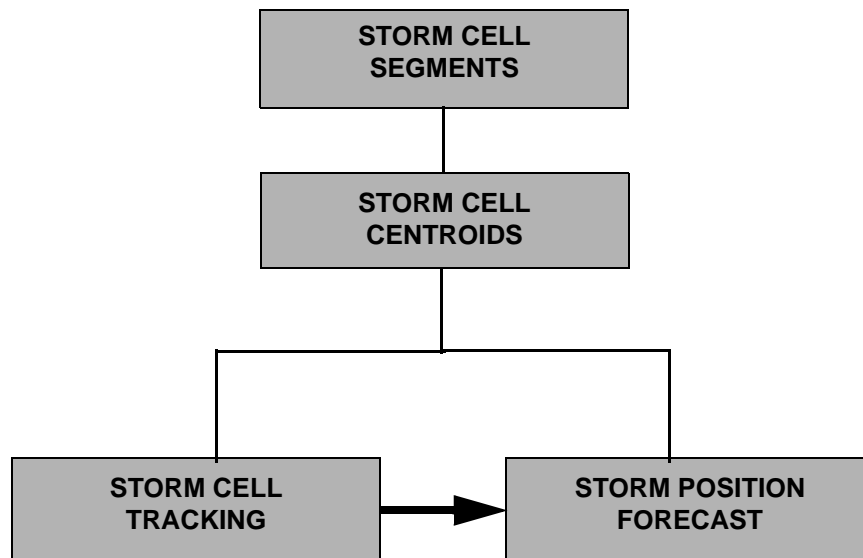 STORM CELL
SEGMENTS
STORM CELL
CENTROIDS
STORM CELL
TRACKING
STORM POSITION
FORECAST